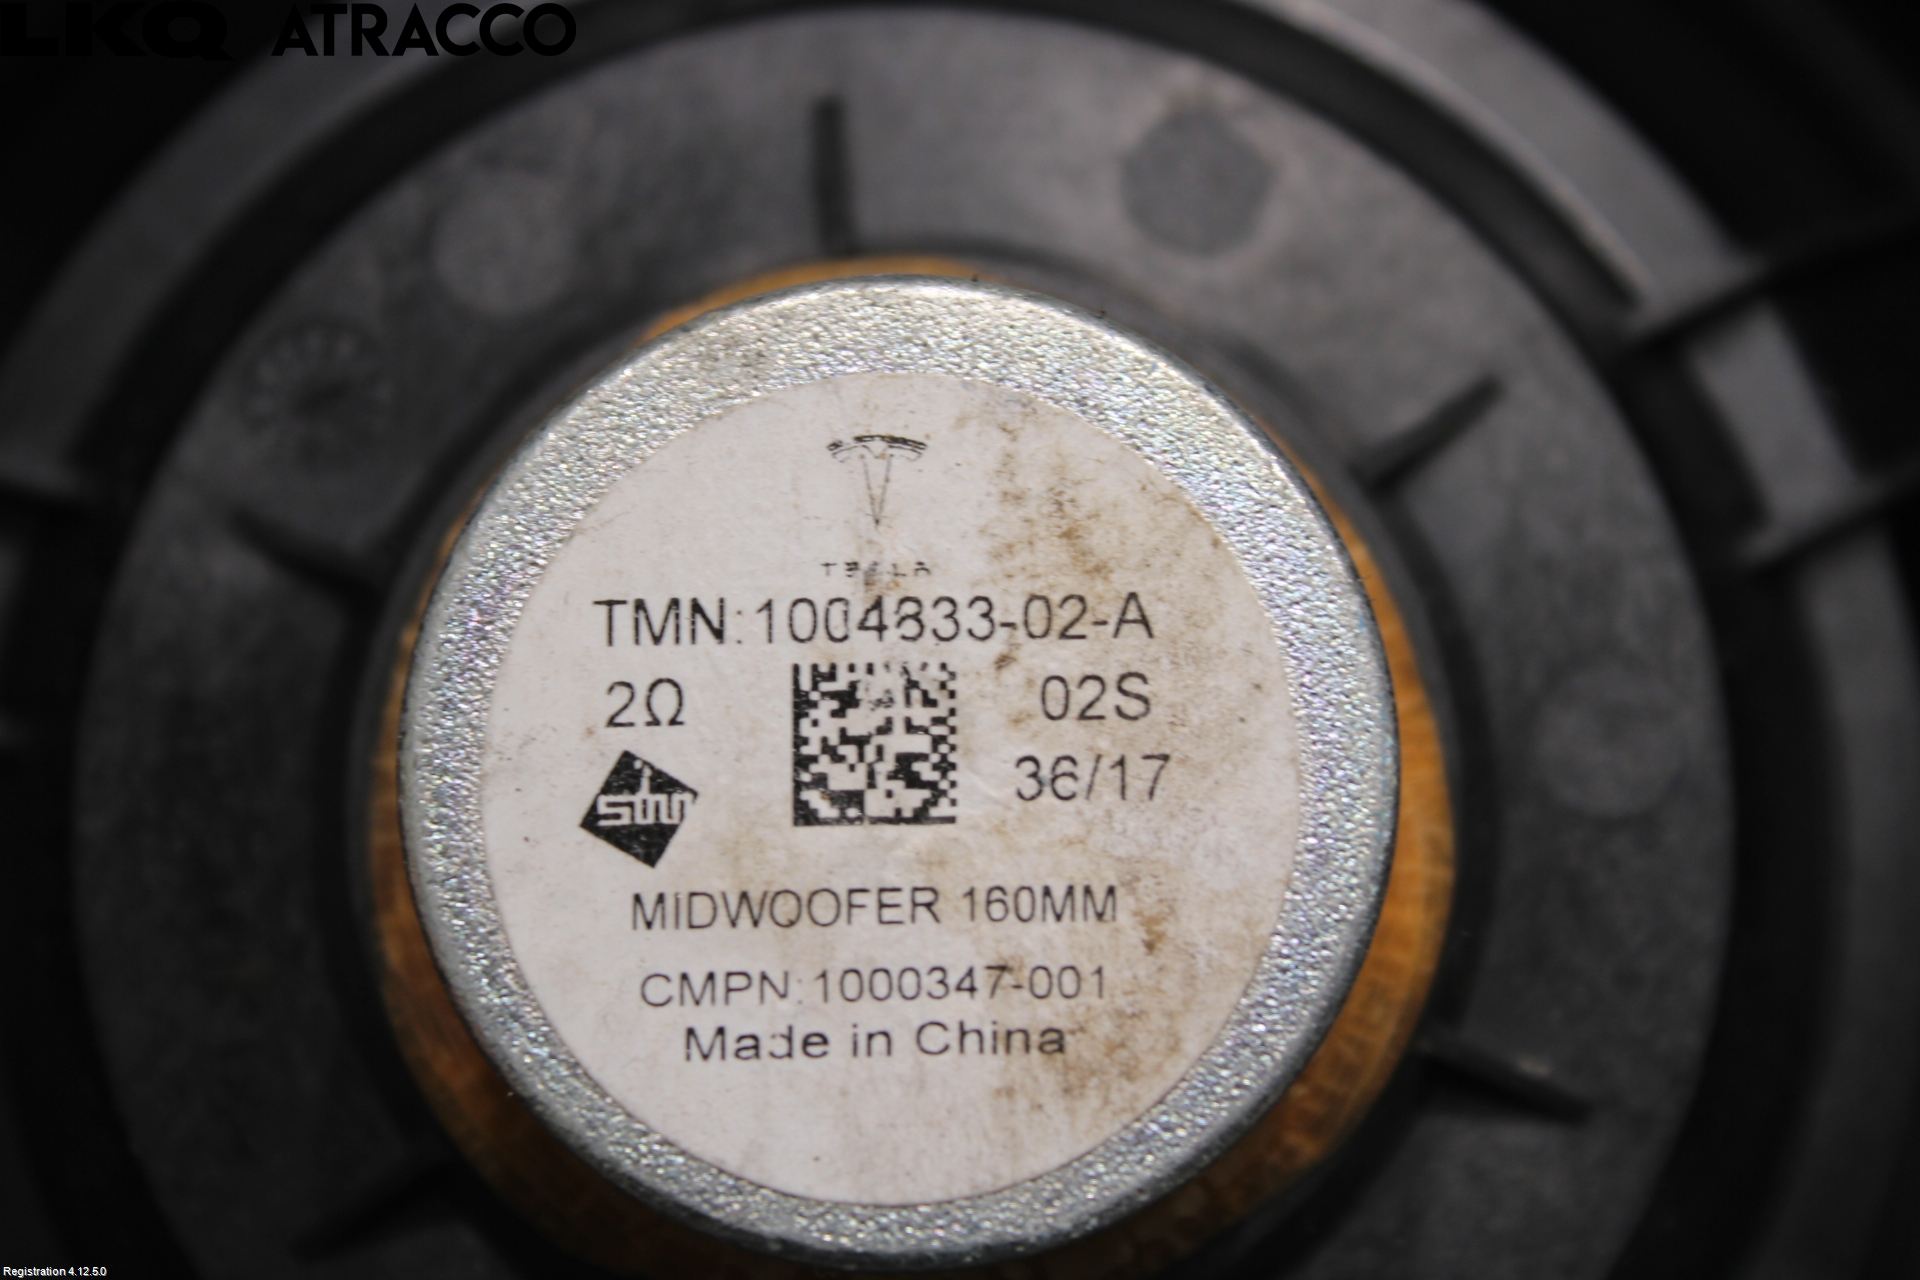 LKQ ATRACCO
TESLA
TMN:1004833-02-A
2Ω
02S
36/17
MIDWOOFER 160MM
CMPN:1000347-001
Made in China
Registration 4.12.5.0